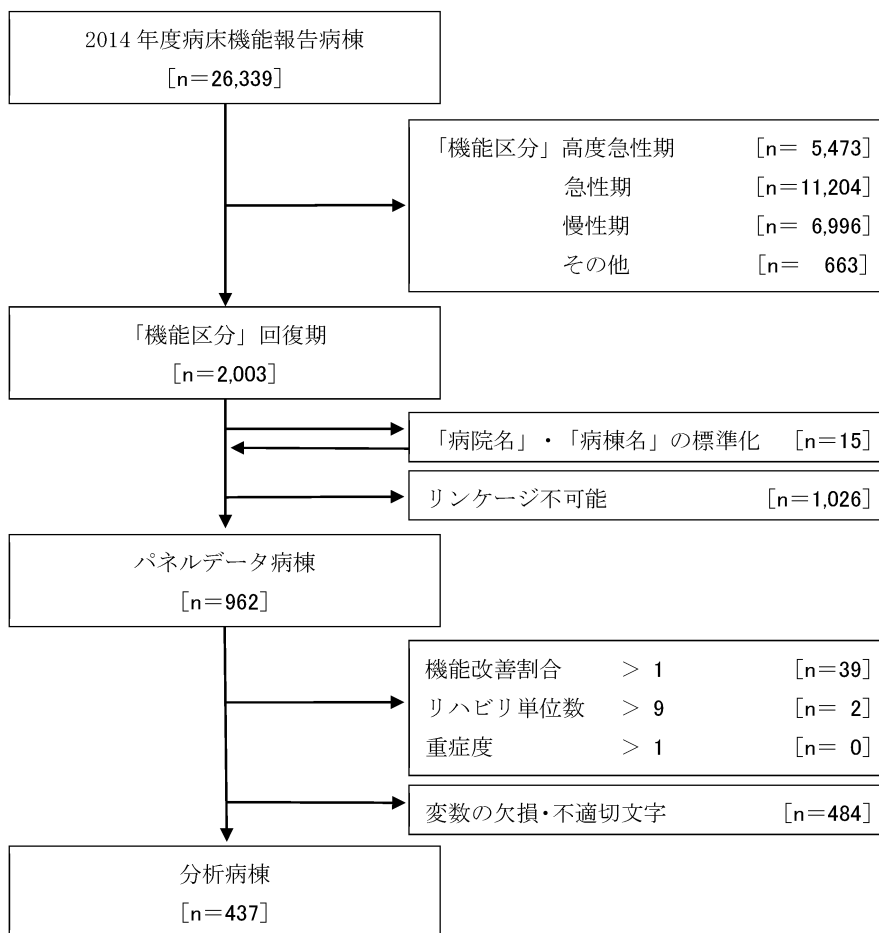 2014 年度病床機能報告病棟
[n=26,339]
「機能区分」高度急性期 [n= 5,473]
急性期 [n=11,204]
慢性期 [n= 6,996]
その他 [n= 663]
「機能区分」回復期
[n=2,003]
「病院名」・「病棟名」の標準化 [n=15]
リンケージ不可能 [n=1,026]
パネルデータ病棟
[n=962]
機能改善割合 > 1 [n=39]
リハビリ単位数 > 9 [n= 2]
重症度 > 1 [n= 0]
変数の欠損・不適切文字 [n=484]
分析病棟
[n=437]